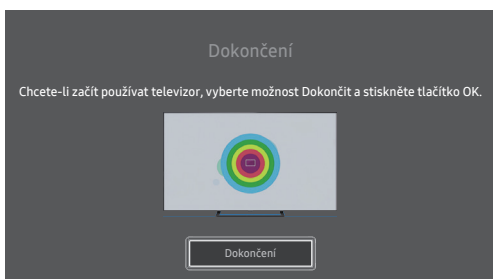 Dokončení
Chcete-li začít používat televizor, vyberte možnost Dokončit a stiskněte tlačítko OK.
Dokončení